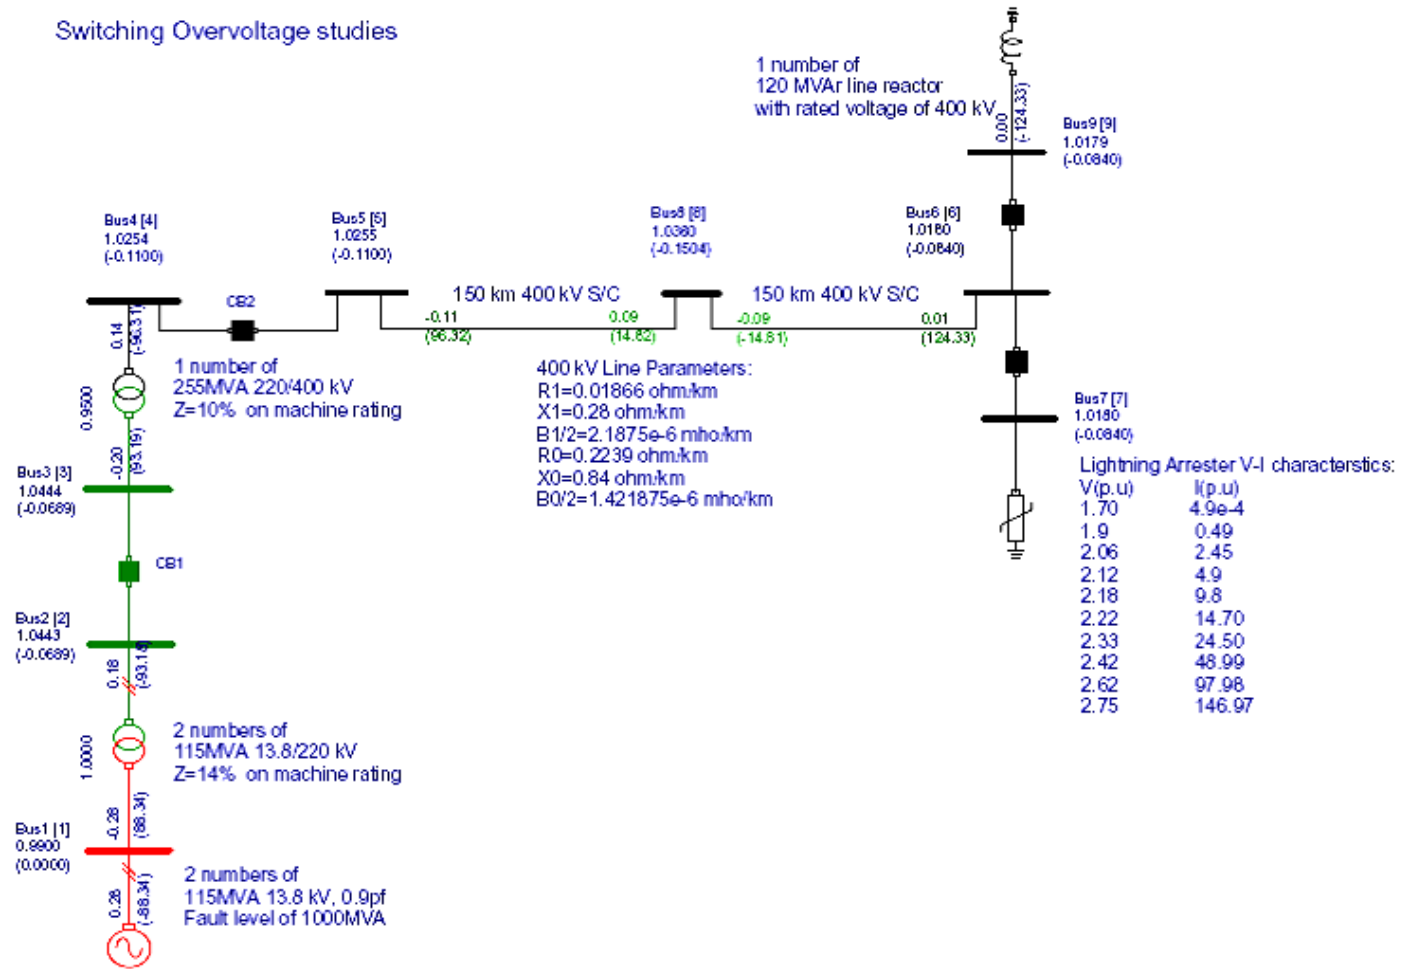 Switching Overvoltage studies
1 number of
120 MVAr line reactor
with rated voltage of 400 kV
0.00
(-124.33)
Bus9 [9]
1.0179
(-0.0840)
Bus4 [4]
1.0254
(-0.1100)
Bus5 [5]
1.0255
(-0.1100)
Bus8 [8]
1.0360
(-0.1504)
Bus6 [6]
1.0180
(-0.0840)
CB2
150 km 400 kV S/C
150 km 400 kV S/C
-0.11
(96.32)
0.09
(14.82)
-0.09
(-14.81)
0.01
(124.33)
0.14
(-96.31)
1 number of
255MVA 220/400 kV
Z=10% on machine rating
0.9500
400 kV Line Parameters:
R1=0.01866 ohm/km
X1=0.28 ohm/km
B1/2=2.1875e-6 mho/km
R0=0.2239 ohm/km
X0=0.84 ohm/km
B0/2=1.421875e-6 mho/km
Bus7 [7]
1.0180
(-0.0840)
-0.20
(93.19)
Bus3 [3]
1.0444
(-0.0689)
Lightning Arrester V-I characterstics:
V(p.u) I(p.u)
1.70 4.9e-4
1.9 0.49
2.06 2.45
2.12 4.9
2.18 9.8
2.22 14.70
2.33 24.50
2.42 48.99
2.62 97.98
2.75 146.97
CB1
Bus2 [2]
1.0443
(-0.0689)
0.18
(-93.18)
2 numbers of
115MVA 13.8/220 kV
Z=14% on machine rating
1.0000
-0.28
(88.34)
Bus1 [1]
0.9900
(0.0000)
2 numbers of
115MVA 13.8 kV, 0.9pf
Fault level of 1000MVA
0.28
(-88.34)